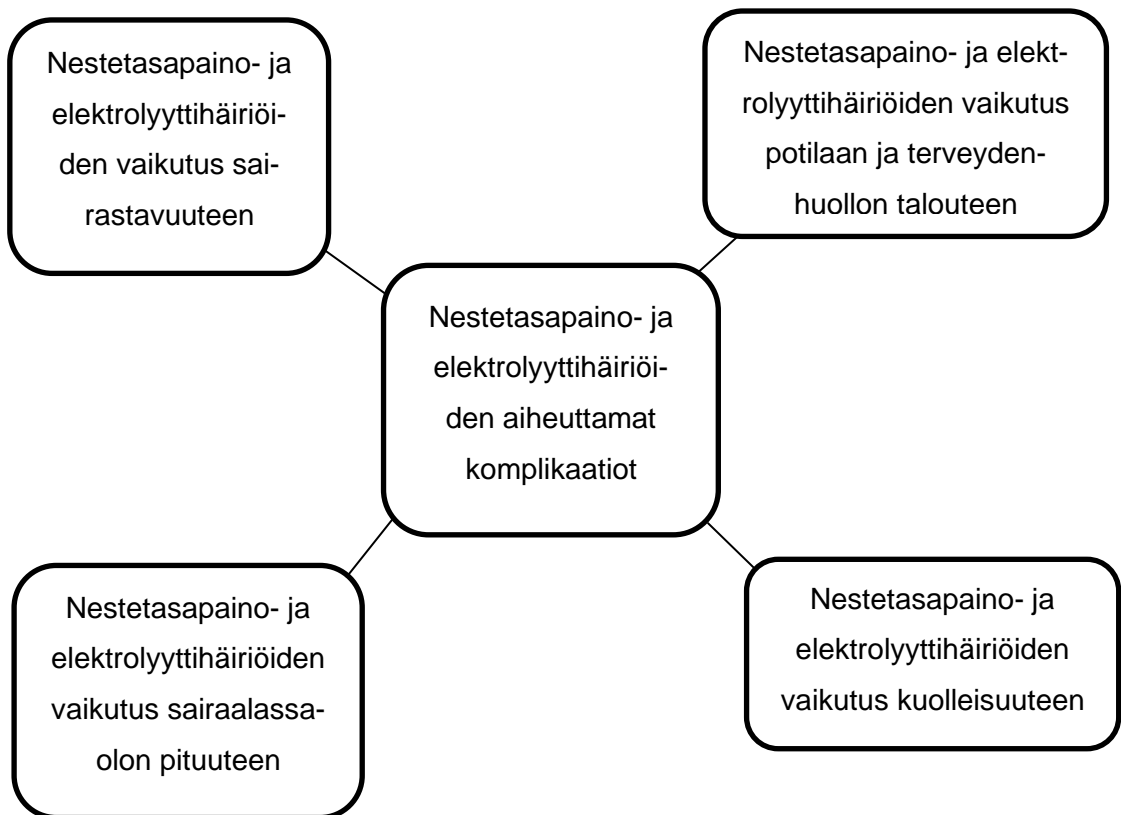 Nestetasapaino- ja
elektrolyyttihäiriöi-
den vaikutus sai-
rastavuuteen
Nestetasapaino- ja elekt-
rolyyttihäiriöiden vaikutus
potilaan ja terveyden-
huollon talouteen
Nestetasapaino- ja
elektrolyyttihäiriöi-
den aiheuttamat
komplikaatiot
Nestetasapaino- ja
elektrolyyttihäiriöiden
vaikutus sairaalassa-
olon pituuteen
Nestetasapaino- ja
elektrolyyttihäiriöiden
vaikutus kuolleisuuteen